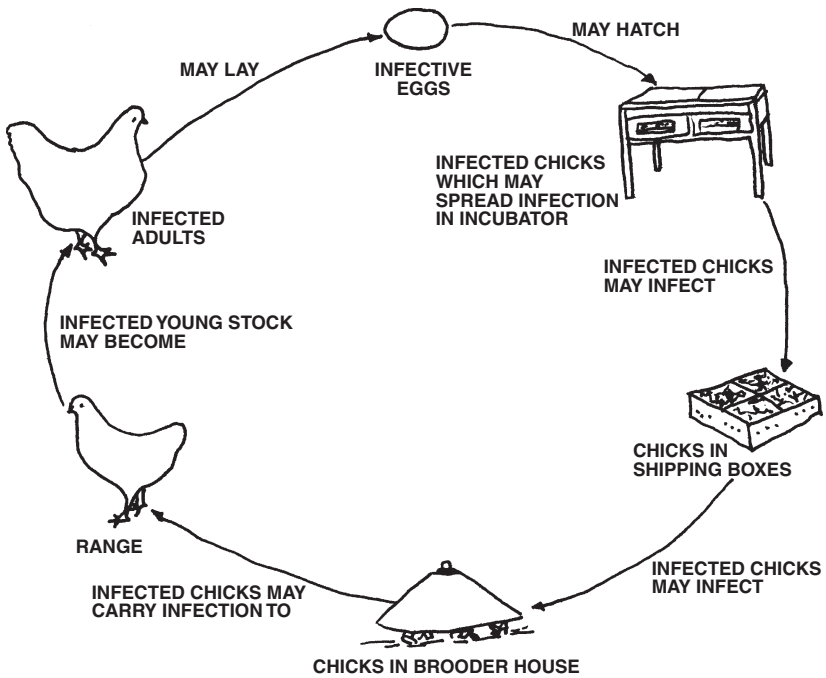 MAY LAY
INFECTIVE
EGGS
MAY HATCH
INFECTED CHICKS
WHICH MAY
SPREAD INFECTION
IN INCUBATOR
INFECTED CHICKS
MAY INFECT
CHICKS IN
SHIPPING BOXES
INFECTED CHICKS
MAY INFECT
CHICKS IN BROODER HOUSE
INFECTED CHICKS MAY
CARRY INFECTION TO
RANGE
INFECTED YOUNG STOCK
MAY BECOME
INFECTED
ADULTS